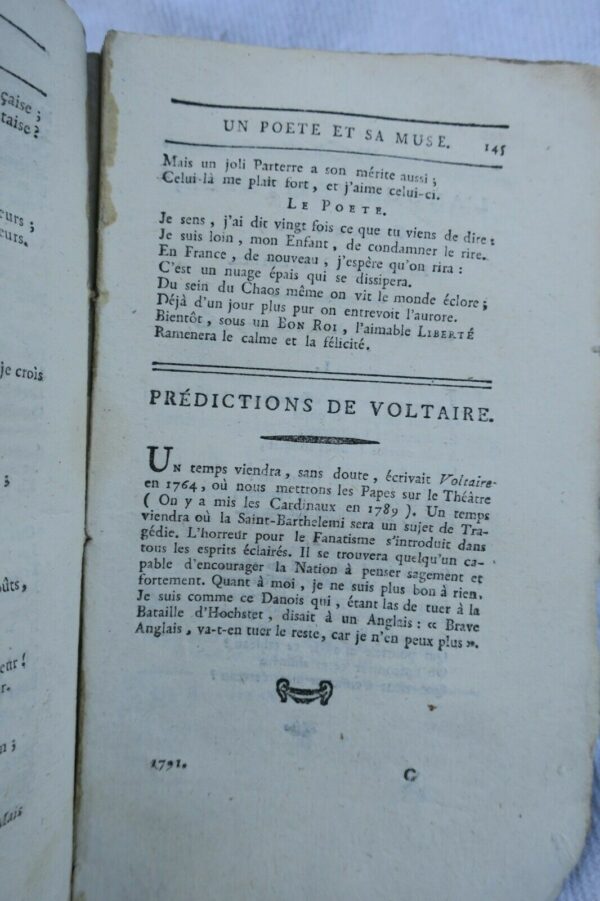 çaise ;
taise ?
eurs ;
eurs.
je crois
;
ûts,
r.
n ;
Mais
UN POETE ET SA MUSE. 145
Mais un joli Parterre a son mérite aussi ;
Celui-là me plaît fort, et j'aime celui-ci.
LE POETE.
Je sens, j'ai dit vingt fois ce que tu viens de dire :
Je suis loin, mon Enfant, de condamner le rire.
En France, de nouveau, j'espère qu'on rira :
C'est un nuage épais qui se dissipera.
Du sein du Chaos même on vit le monde éclore ;
Déjà d'un jour plus pur on entrevoit l'aurore.
Bientôt, sous un BON ROI, l'aimable LIBERTÉ
Ramenera le calme et la félicité.
PRÉDICTIONS DE VOLTAIRE.
UN temps viendra, sans doute, écrivait Voltaire
en 1764, où nous mettrons les Papes sur le Théâtre
( On y a mis les Cardinaux en 1789 ). Un temps
viendra où la Saint-Barthelemi sera un sujet de Tra-
gédie. L'horreur pour le Fanatisme s'introduit dans
tous les esprits éclairés. Il se trouvera quelqu'un ca-
pable d'encourager la Nation à penser sagement et
fortement. Quant à moi, je ne suis plus bon à rien.
Je suis comme ce Danois qui, étant las de tuer à la
Bataille d'Hochstet, disait à un Anglais : « Brave
Anglais, va-t-en tuer le reste, car je n'en peux plus ».
1791. C